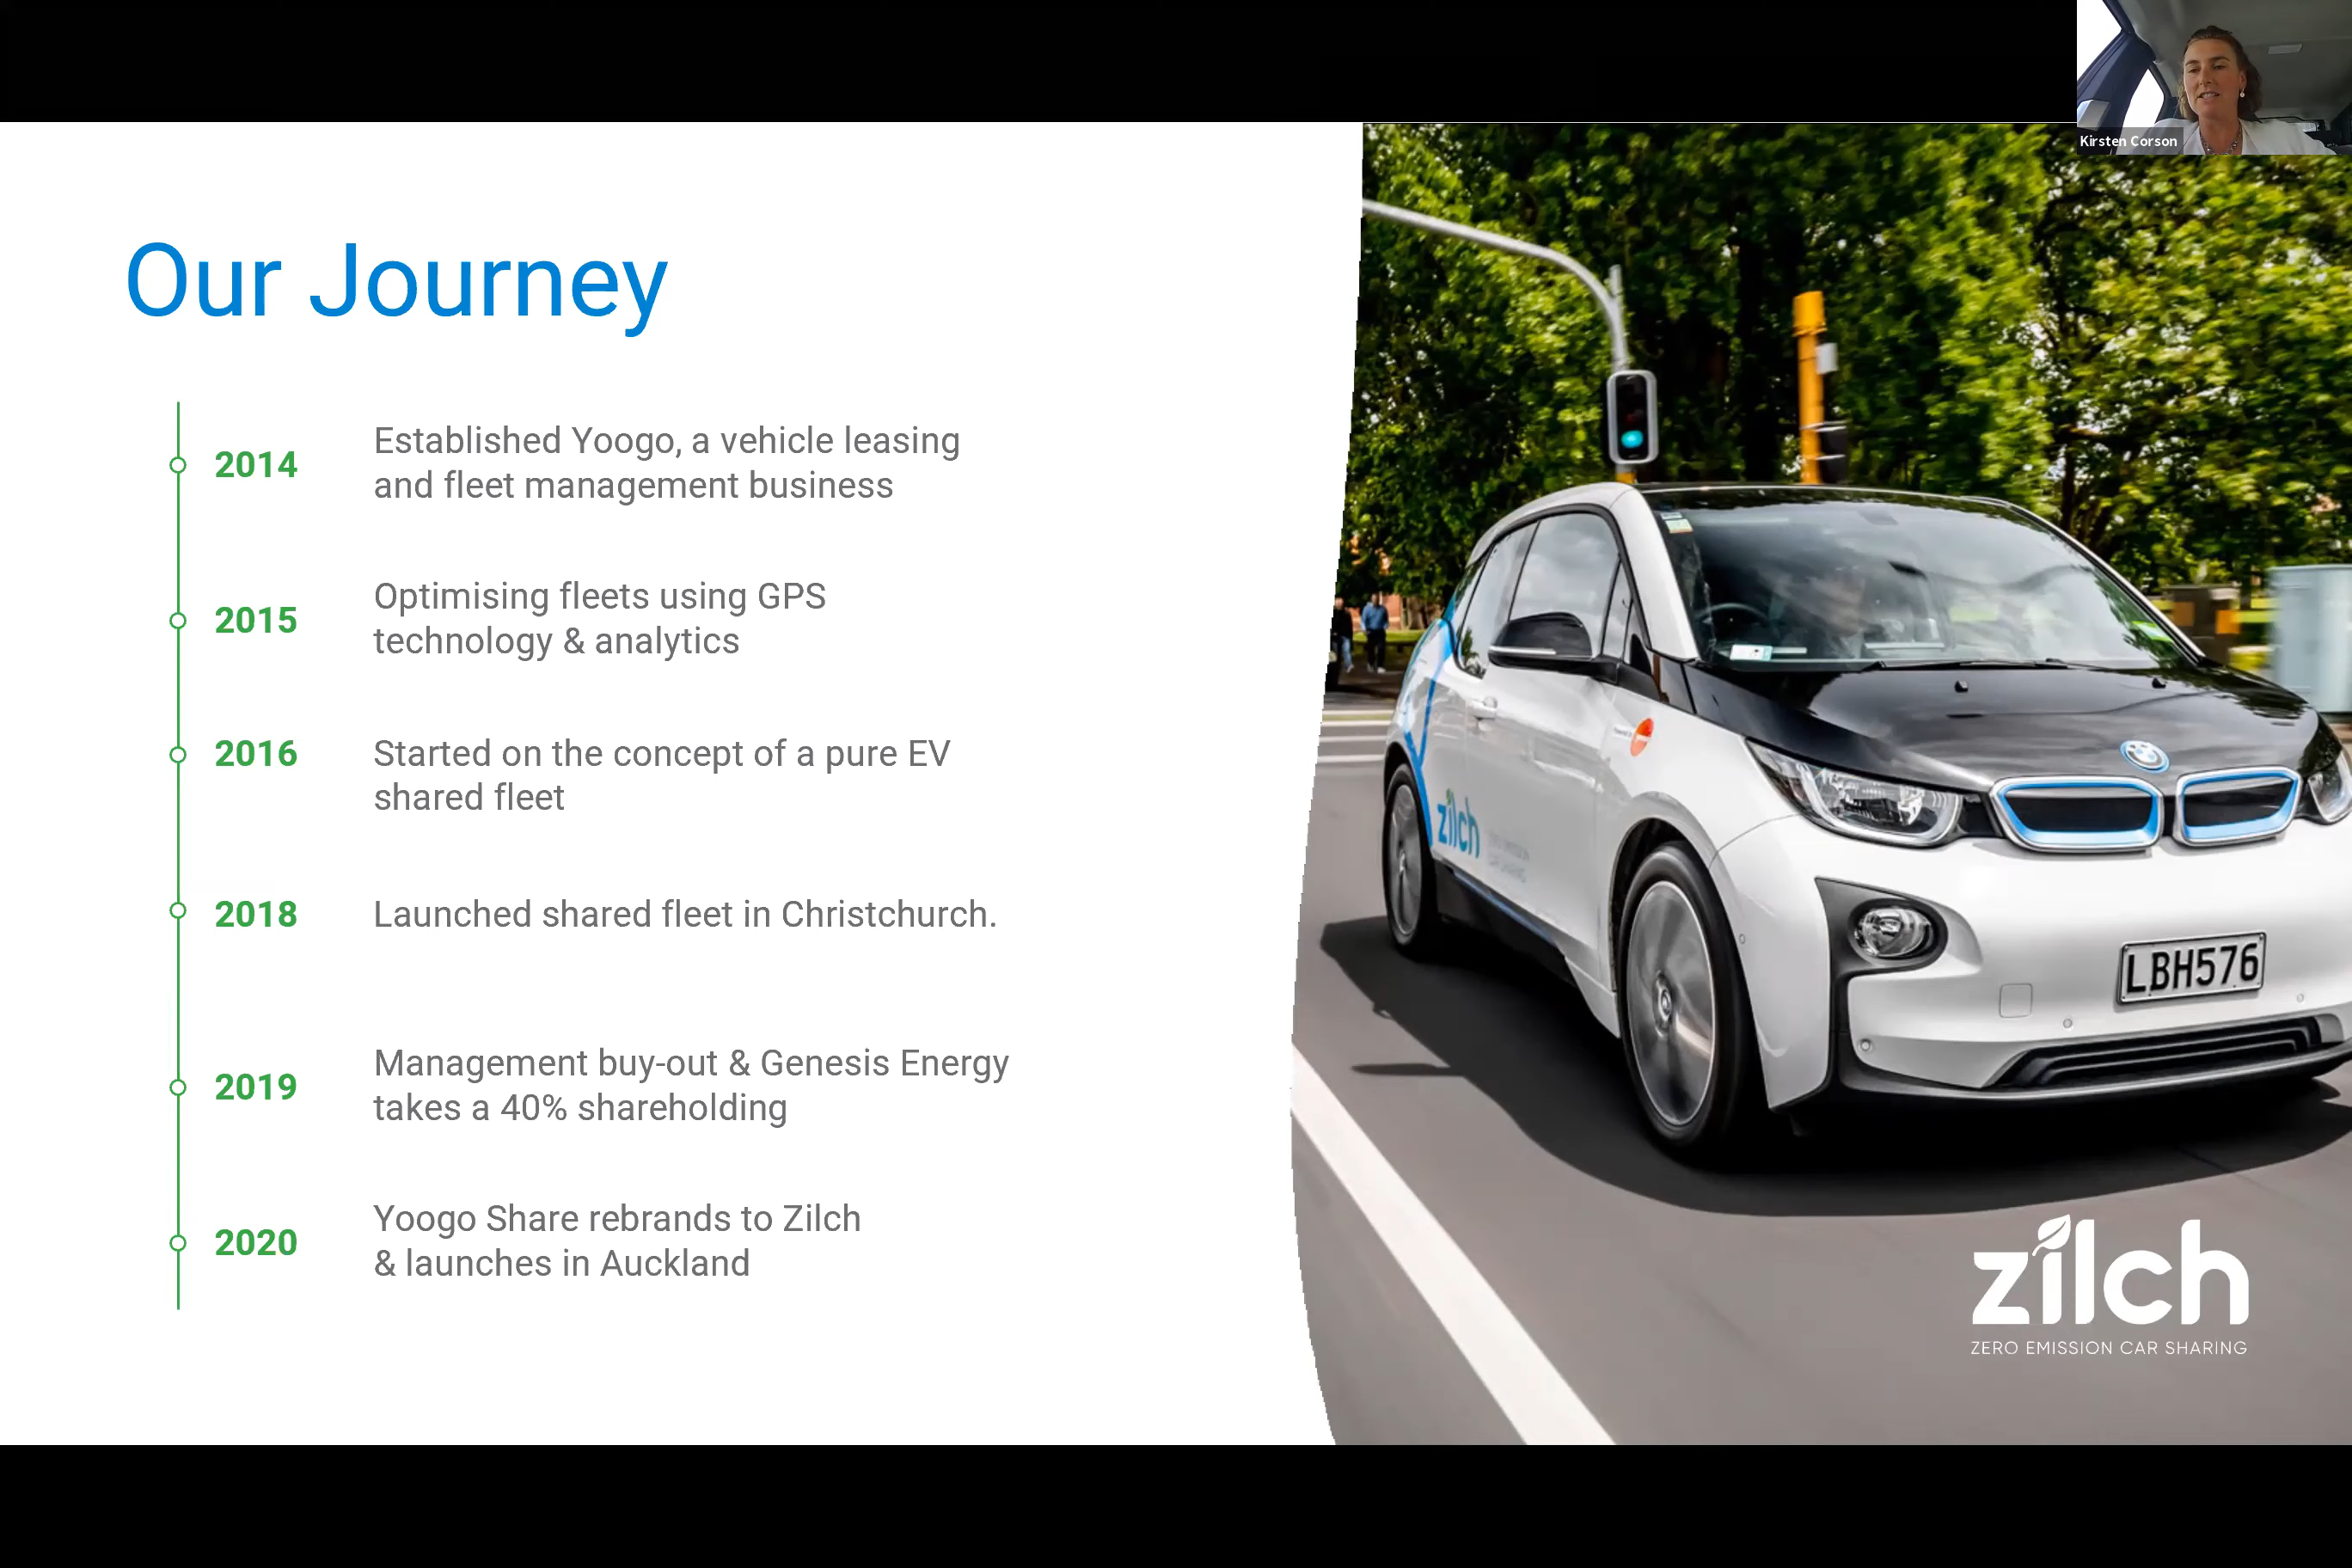 Kirsten Corson
Our Journey
2014
Established Yoogo, a vehicle leasing
and fleet management business
2015
Optimising fleets using GPS
technology & analytics
2016
Started on the concept of a pure EV
shared fleet
2018
Launched shared fleet in Christchurch.
2019
Management buy-out & Genesis Energy
takes a 40% shareholding
2020
Yoogo Share rebrands to Zilch
& launches in Auckland
zilch
LBH576
zilch
ZERO EMISSION CAR SHARING